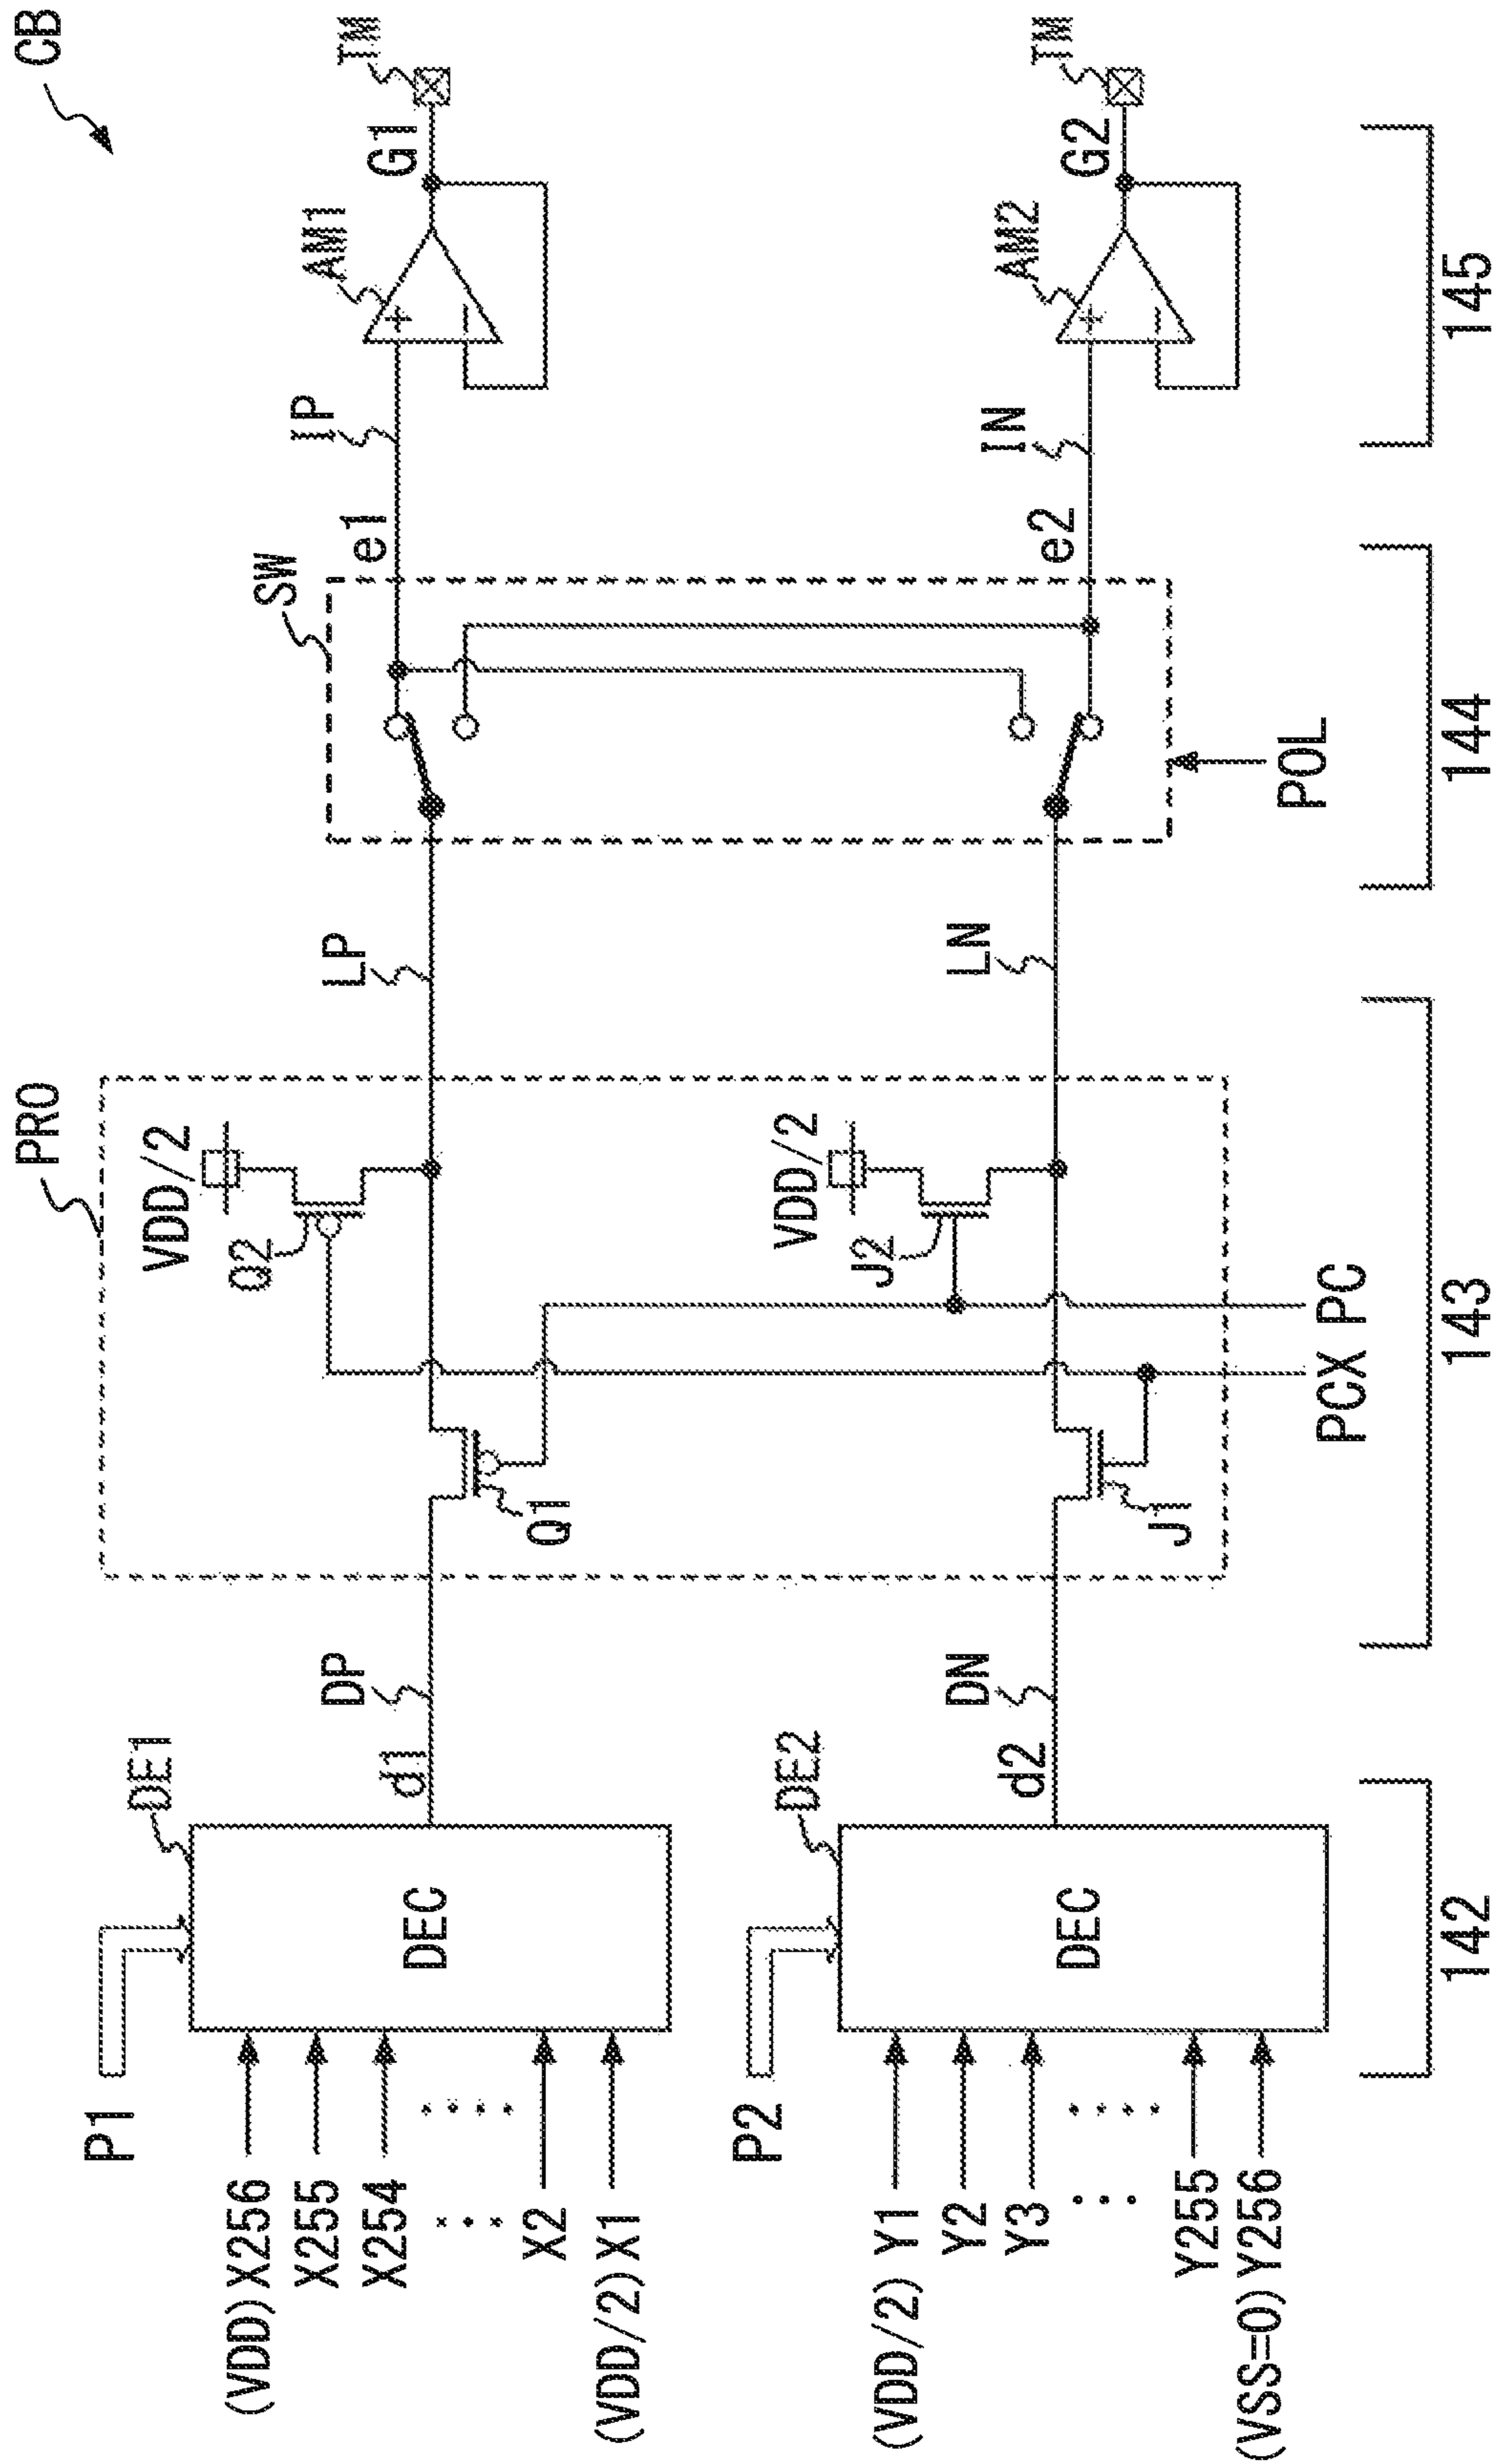 CB
P1
(VDD) X256
X255
X254
X2
(VDD/2) X1
DE1
DEC
d1
DP
PRO
VDD/2
Q2
Q1
LP
SW
e1
IP
AM1
+
−
G1
TM
P2
(VDD/2) Y1
Y2
Y3
Y255
(VSS=0) Y256
DE2
DEC
d2
DN
VDD/2
J2
J1
PCX PC
LN
POL
e2
IN
AM2
+
−
G2
TM
142
143
144
145